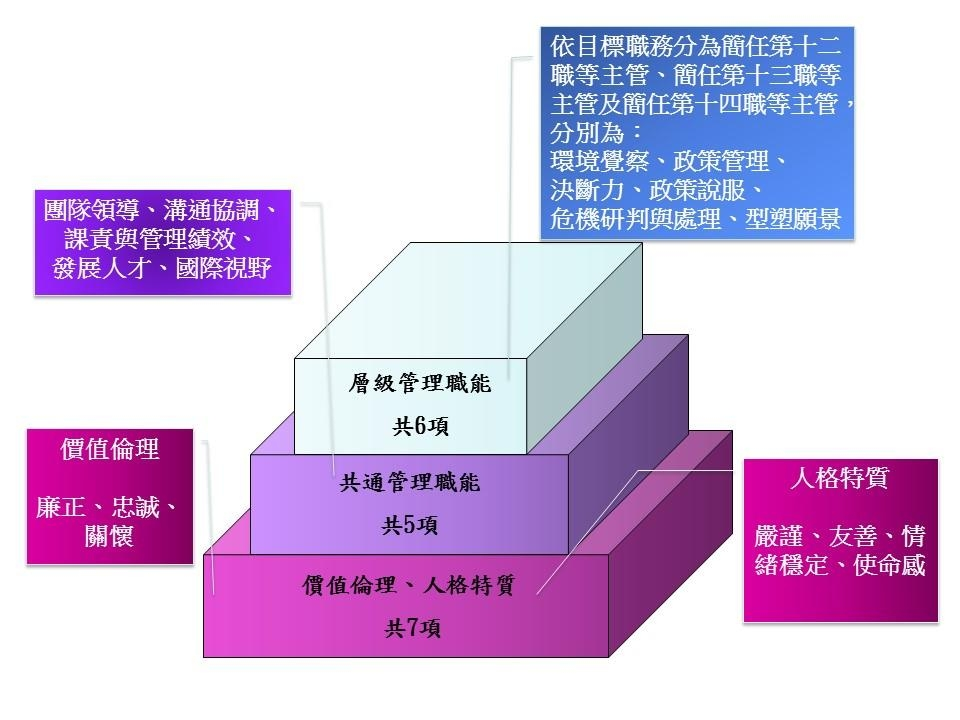 依目標職務分為簡任第十二
職等主管、簡任第十三職等
主管及簡任第十四職等主管，
分別為：
環境覺察、政策管理、
決斷力、政策說服、
危機研判與處理、型塑願景
團隊領導、溝通協調、
課責與管理績效、
發展人才、國際視野
層級管理職能
共6項
共通管理職能
共5項
價值倫理、人格特質
共7項
價值倫理
廉正、忠誠、
關懷
人格特質
嚴謹、友善、情
緒穩定、使命感